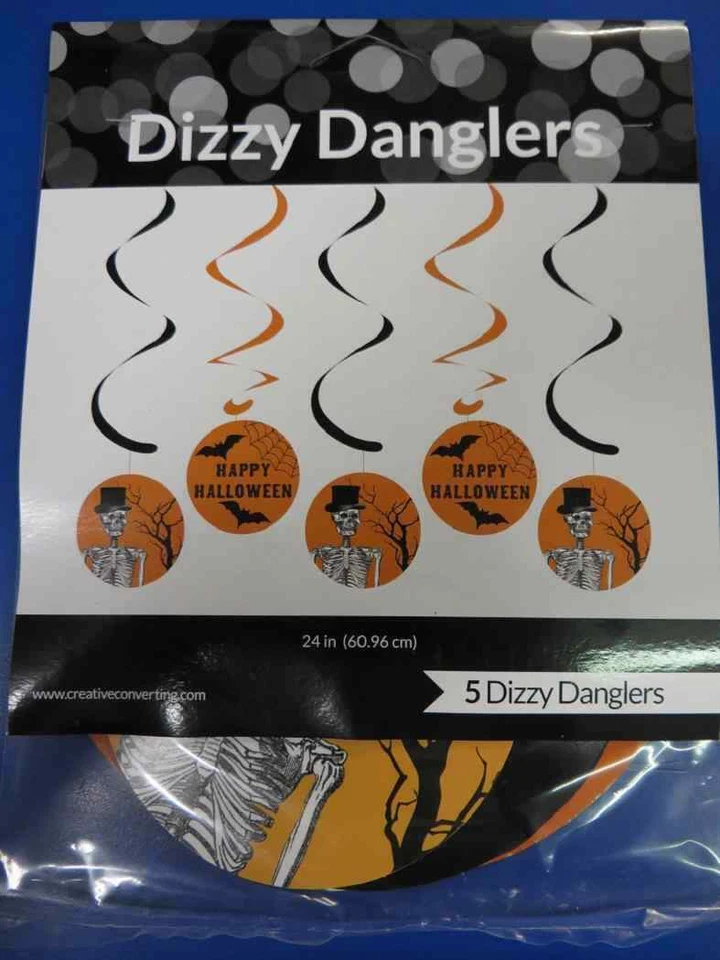 Dizzy Danglers
HAPPY
HALLOWEEN
HAPPY
HALLOWEEN
24 in (60.96 cm)
www.creativeconverting.com
5 Dizzy Danglers